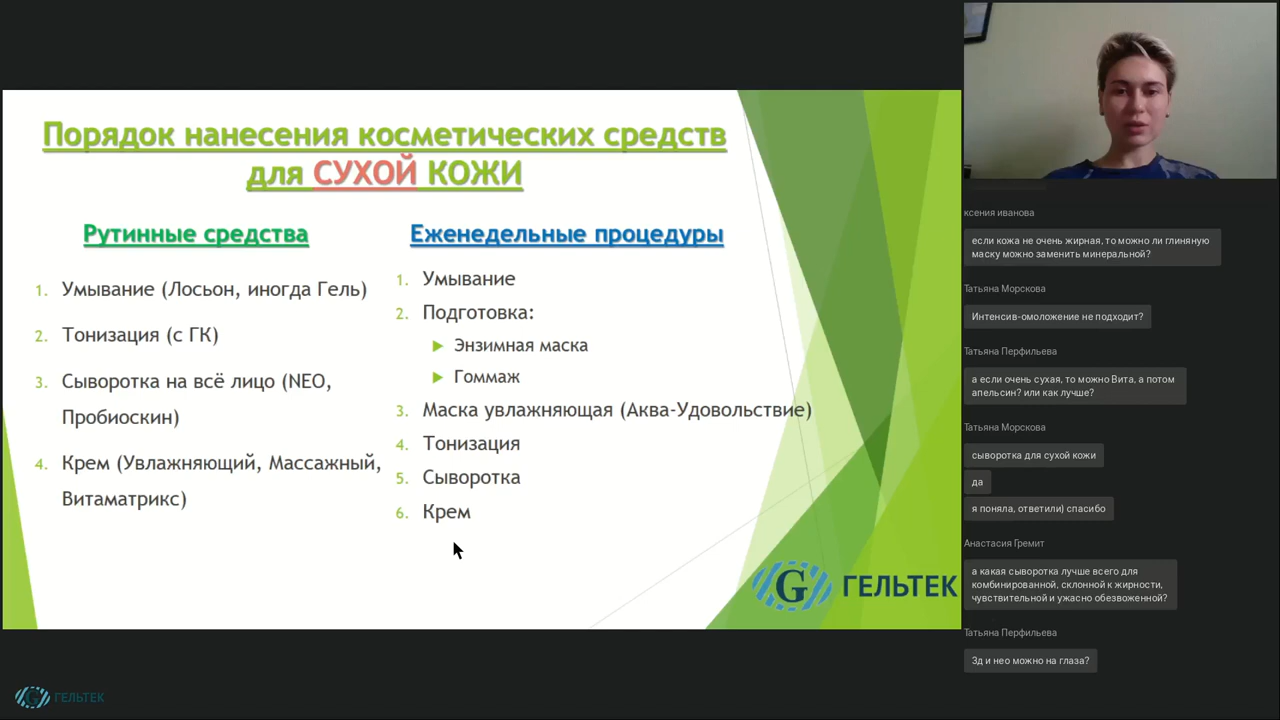 Порядок нанесения косметических средств
для СУХОЙ КОЖИ
Рутинные средства
1. Умывание (Лосьон, иногда Гель)
2. Тонизация (с ГК)
3. Сыворотка на всё лицо (NEO,
Пробиоскин)
4. Крем (Увлажняющий, Массажный,
Витаматрикс)
Еженедельные процедуры
1. Умывание
2. Подготовка:
Энзимная маска
Гоммаж
3. Маска увлажняющая (Аква-Удовольствие)
4. Тонизация
5. Сыворотка
6. Крем
G ГЕЛЬТЕК
G ГЕЛЬТЕК
ксения иванова
если кожа не очень жирная, то можно ли глиняную
маску можно заменить минеральной?
Татьяна Морскова
Интенсив-омоложение не подходит?
Татьяна Перфильева
а если очень сухая, то можно Вита, а потом
апельсин? или как лучше?
Татьяна Морскова
сыворотка для сухой кожи
да
я поняла, ответили) спасибо
Анастасия Гремит
а какая сыворотка лучше всего для
комбинированной, склонной к жирности,
чувствительной и ужасно обезвоженной?
Татьяна Перфильева
3д и нео можно на глаза?